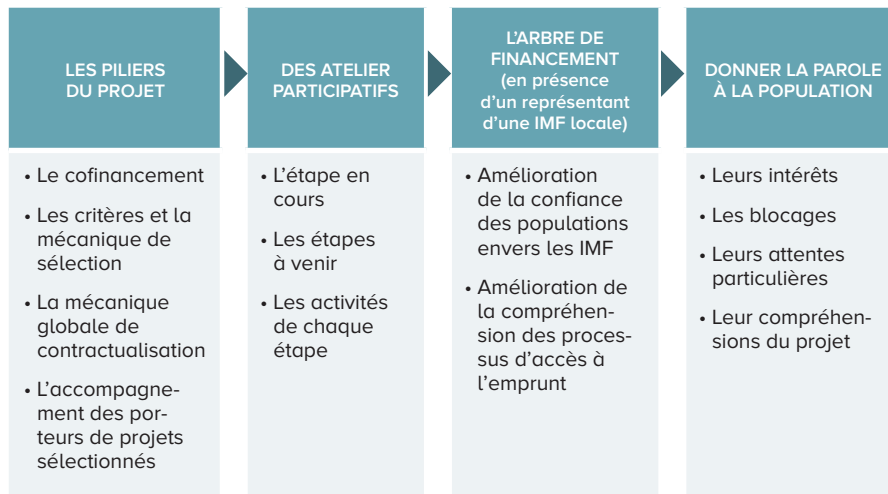 LES PILIERS
DU PROJET
• Le cofinancement
• Les critères et la
mécanique de
sélection
• La mécanique
globale de
contractualisation
• L’accompagne-
ment des por-
teurs de projets
sélectionnés
DES ATELIER
PARTICIPATIFS
• L’étape en
cours
• Les étapes
à venir
• Les activités
de chaque
étape
L’ARBRE DE
FINANCEMENT
(en présence
d’un représentant
d’une IMF locale)
• Amélioration
de la confiance
des populations
envers les IMF
• Amélioration de
la compréhen-
sion des proces-
sus d’accès à
l’emprunt
DONNER LA PAROLE
À LA POPULATION
• Leurs intérêts
• Les blocages
• Leurs attentes
particulières
• Leur compréhen-
sions du projet